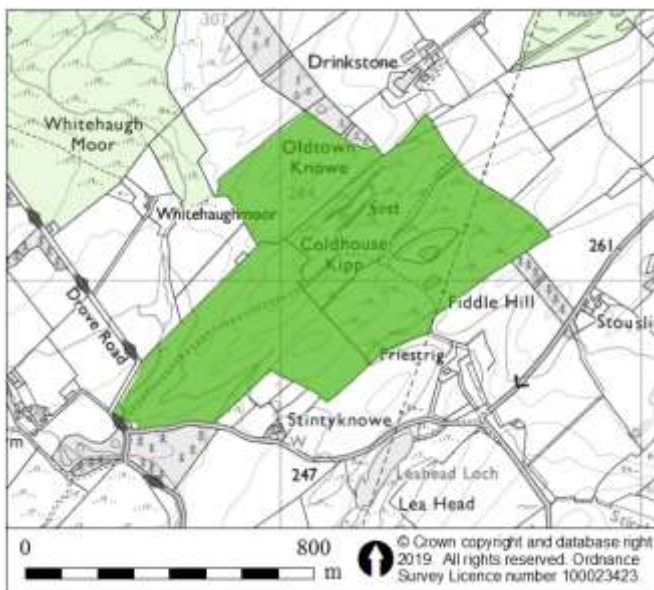 307
Drinkstone
Whitehaugh
Moor
Oldtown
Knowe
264
Whitehaughmoor
Coldhouse
Kipp
261
Drove Road
Fiddle Hill
Friestrig
Stintyknowe
W
247
Leahead Loch
Lea Head
0
800
m
© Crown copyright and database right
2019. All rights reserved. Ordnance
Survey Licence number 100023423.